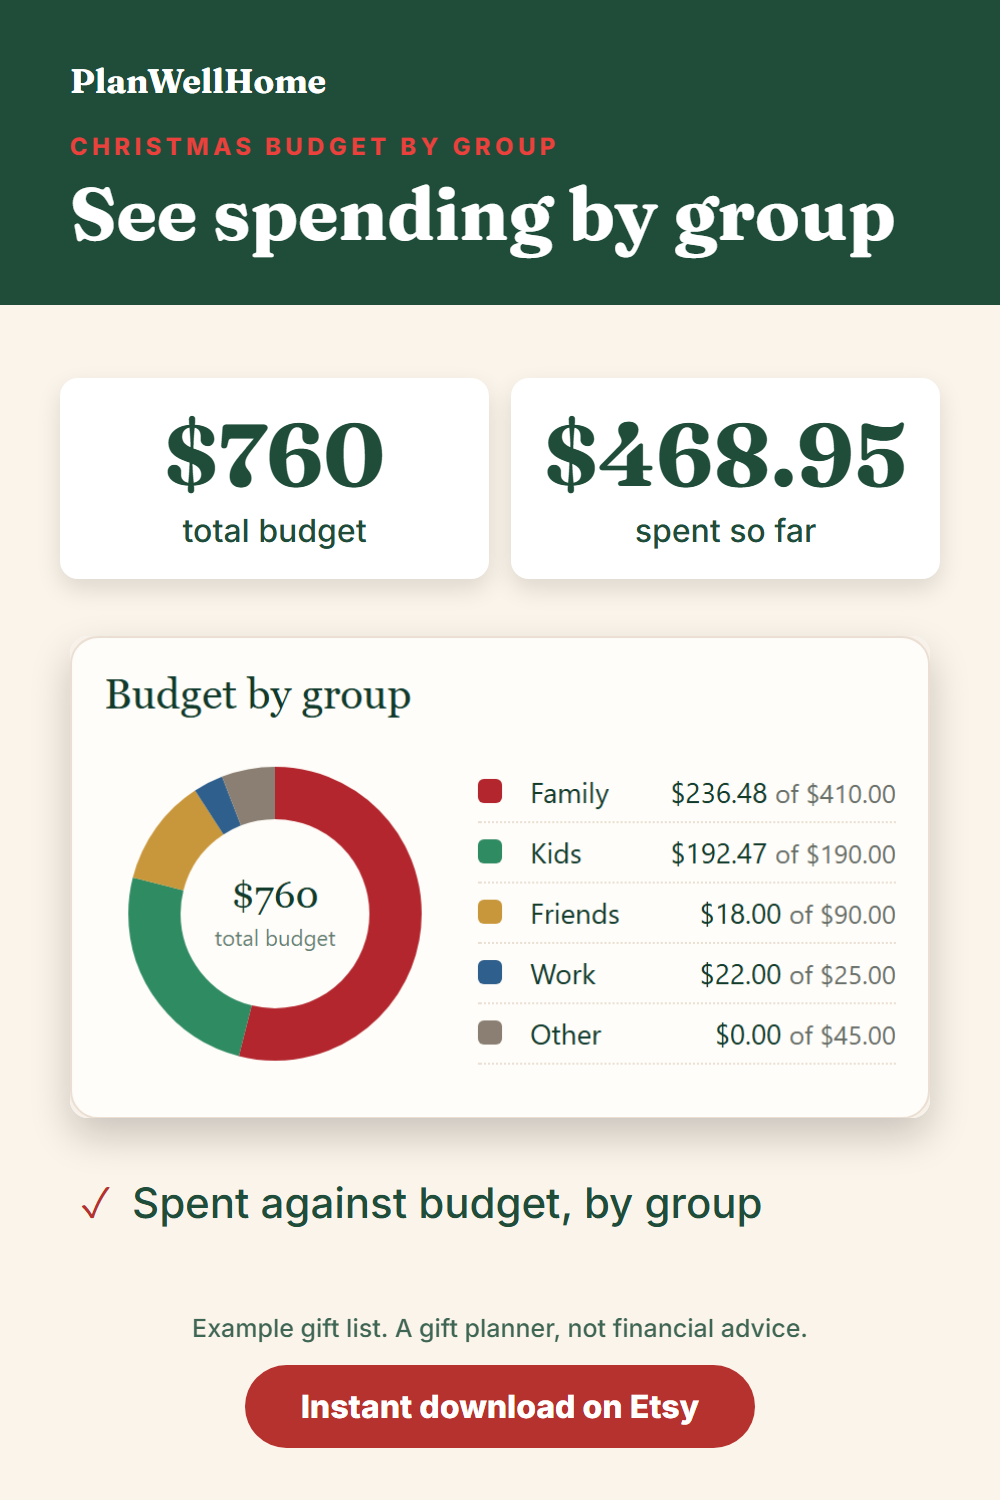 PlanWellHome
CHRISTMAS BUDGET BY GROUP
See spending by group
$760
total budget
$468.95
spent so far
Budget by group
$760
total budget
Family $236.48 of $410.00
Kids $192.47 of $190.00
Friends $18.00 of $90.00
Work $22.00 of $25.00
Other $0.00 of $45.00
✓ Spent against budget, by group
Example gift list. A gift planner, not financial advice.
Instant download on Etsy